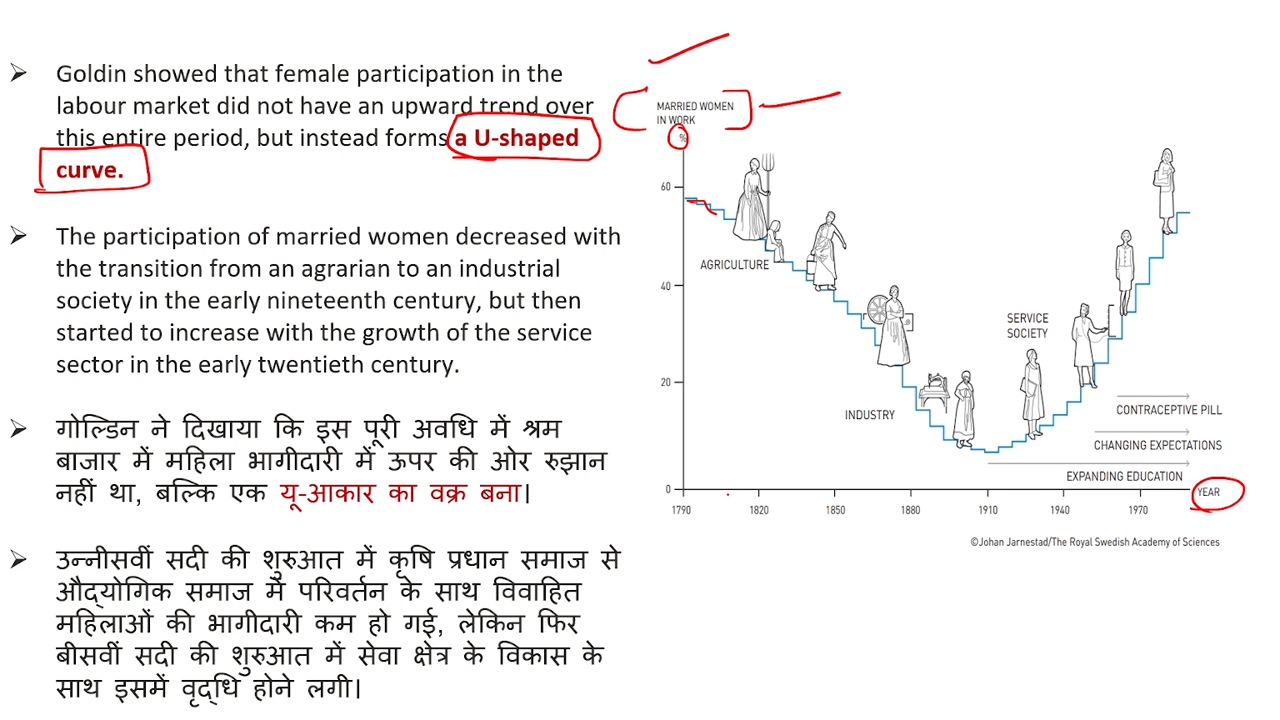 Goldin showed that female participation in the
labour market did not have an upward trend over
this entire period, but instead forms a U-shaped
curve.
The participation of married women decreased with
the transition from an agrarian to an industrial
society in the early nineteenth century, but then
started to increase with the growth of the service
sector in the early twentieth century.
गोल्डिन ने दिखाया कि इस पूरी अवधि में श्रम
बाजार में महिला भागीदारी में ऊपर की ओर रुझान
नहीं था, बल्कि एक यू-आकार का वक्र बना।
उन्नीसवीं सदी की शुरुआत में कृषि प्रधान समाज से
औद्योगिक समाज में परिवर्तन के साथ विवाहित
महिलाओं की भागीदारी कम हो गई, लेकिन फिर
बीसवीं सदी की शुरुआत में सेवा क्षेत्र के विकास के
साथ इसमें वृद्धि होने लगी।
MARRIED WOMEN
IN WORK
%
60
40
20
0
AGRICULTURE
INDUSTRY
SERVICE
SOCIETY
CONTRACEPTIVE PILL
CHANGING EXPECTATIONS
EXPANDING EDUCATION
YEAR
1790 1820 1850 1880 1910 1940 1970
©Johan Jarnestad/The Royal Swedish Academy of Sciences